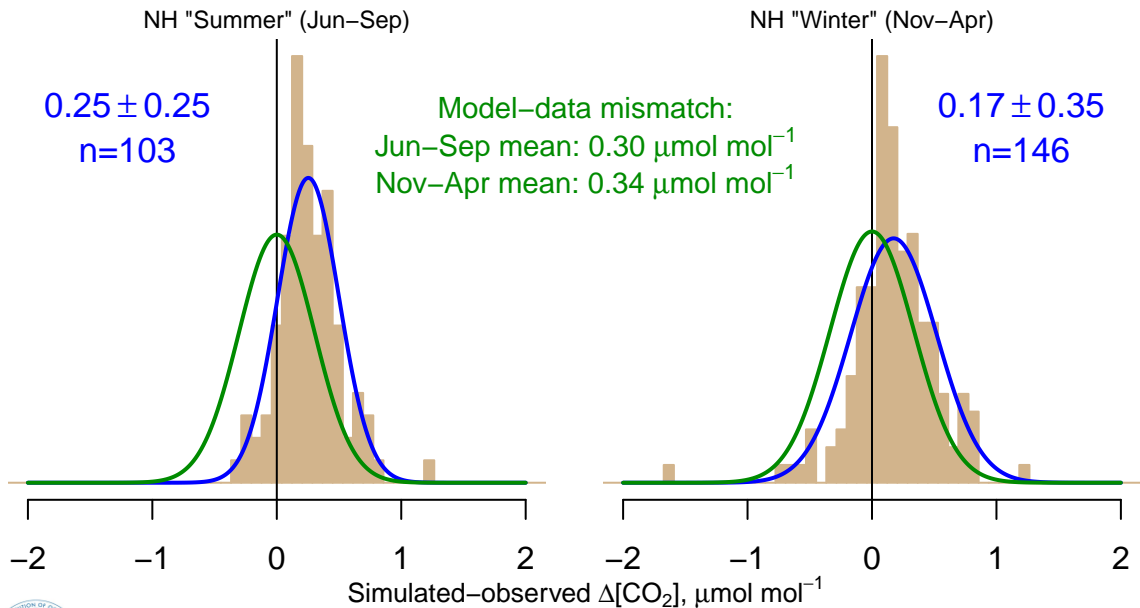 NH "Summer" (Jun−Sep)
NH "Winter" (Nov−Apr)
0.25 ± 0.25
n=103
Model−data mismatch:
Jun−Sep mean: 0.30 μmol mol⁻¹
Nov−Apr mean: 0.34 μmol mol⁻¹
0.17 ± 0.35
n=146
−2 −1 0 1 2
−2 −1 0 1 2
Simulated−observed Δ[CO₂], μmol mol⁻¹